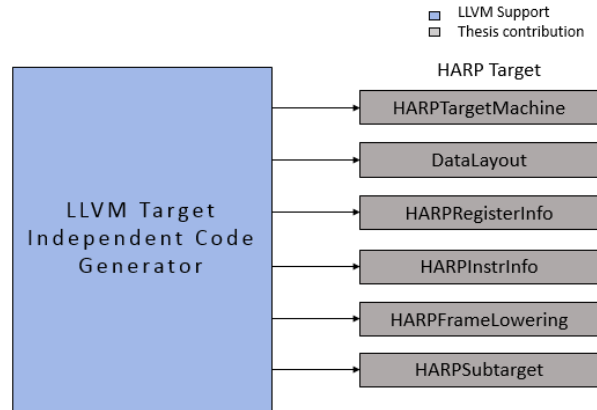 LLVM Support
Thesis contribution
HARP Target
LLVM Target
Independent Code
Generator
HARPTargetMachine
DataLayout
HARPRegisterInfo
HARPInstrInfo
HARPFrameLowering
HARPSubtarget